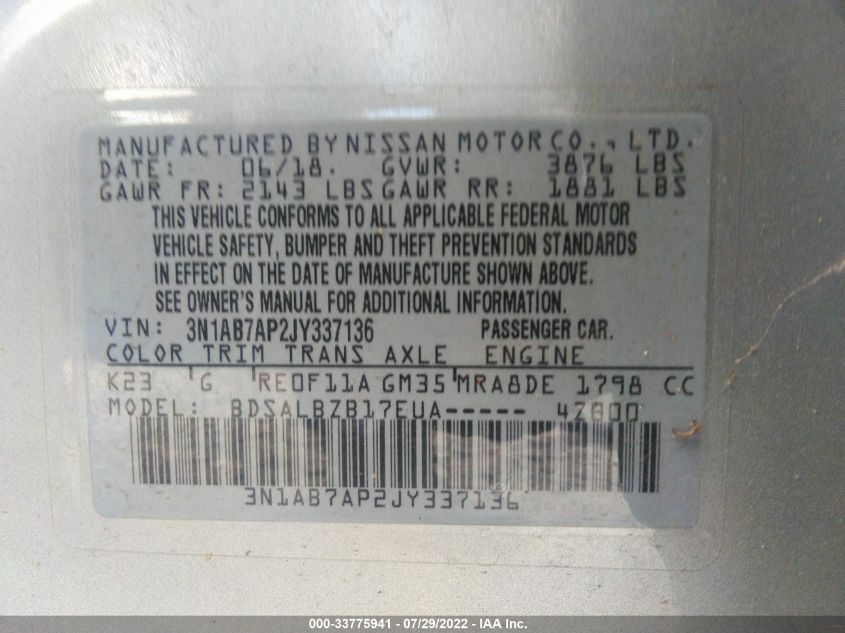 MANUFACTURED BY NISSAN MOTOR CO., LTD.
DATE: 06/18. GVWR: 3876 LBS
GAWR FR: 2143 LBS GAWR RR: 1881 LBS
THIS VEHICLE CONFORMS TO ALL APPLICABLE FEDERAL MOTOR
VEHICLE SAFETY, BUMPER AND THEFT PREVENTION STANDARDS
IN EFFECT ON THE DATE OF MANUFACTURE SHOWN ABOVE.
SEE OWNER'S MANUAL FOR ADDITIONAL INFORMATION.
VIN: 3N1AB7AP2JY337136 PASSENGER CAR.
COLOR TRIM TRANS AXLE ENGINE
K23 G RE0F11A GM35 MRA8DE 1798 CC
MODEL: BDSALBZB17EUA----- 4Z800
3N1AB7AP2JY337136
000-33775941 - 07/29/2022 - IAA Inc.